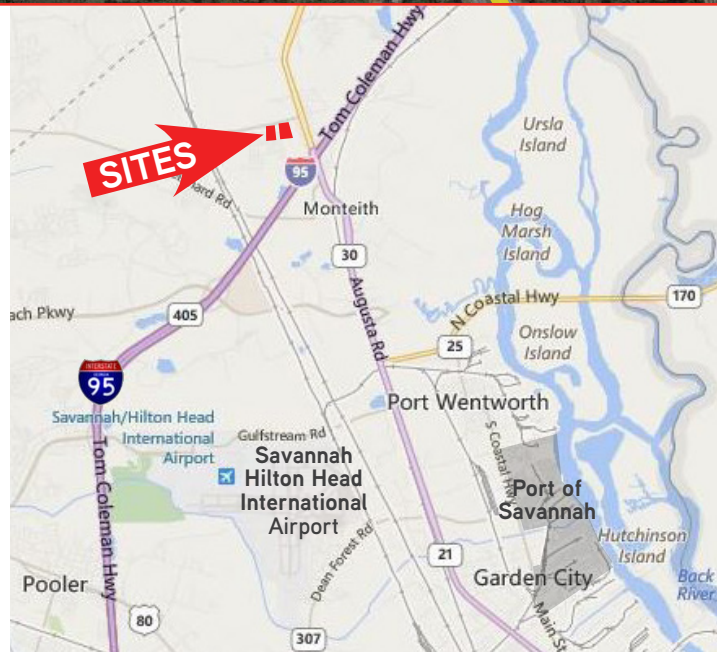 Tom Coleman Hwy
Ursla
Island
SITES
95
Monteith
Hog
Marsh
Island
30
Augusta Rd
N Coastal Hwy
170
ach Pkwy
405
25
Onslow
Island
INTERSTATE
95
Port Wentworth
Savannah/Hilton Head
International
Airport
Gulfstream Rd
Savannah
Hilton Head
International
Airport
S Coastal Hwy
Port of
Savannah
Tom Coleman Hwy
Dean Forest Rd
Hutchinson
Island
21
Garden City
Back
River
Pooler
80
307
Main St